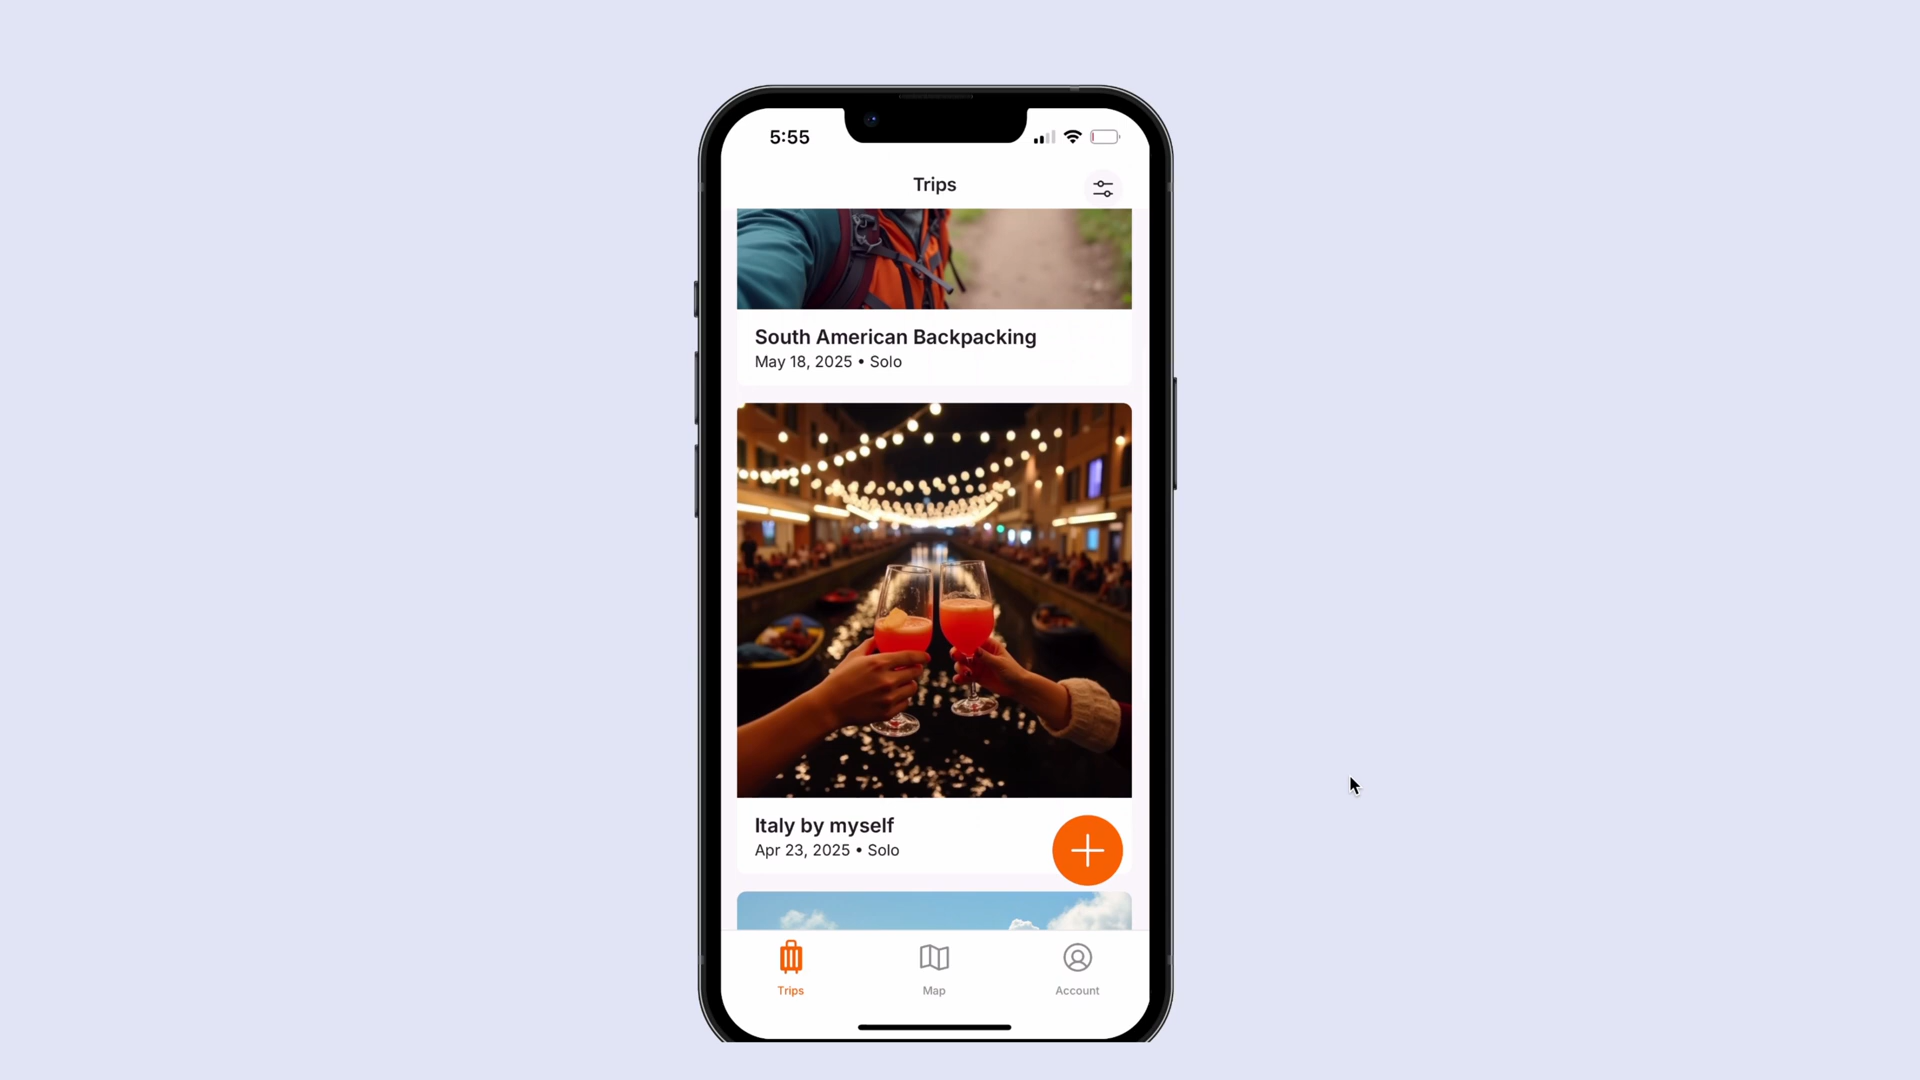 5:55
Trips
South American Backpacking
May 18, 2025 • Solo
Italy by myself
Apr 23, 2025 • Solo
Trips
Map
Account